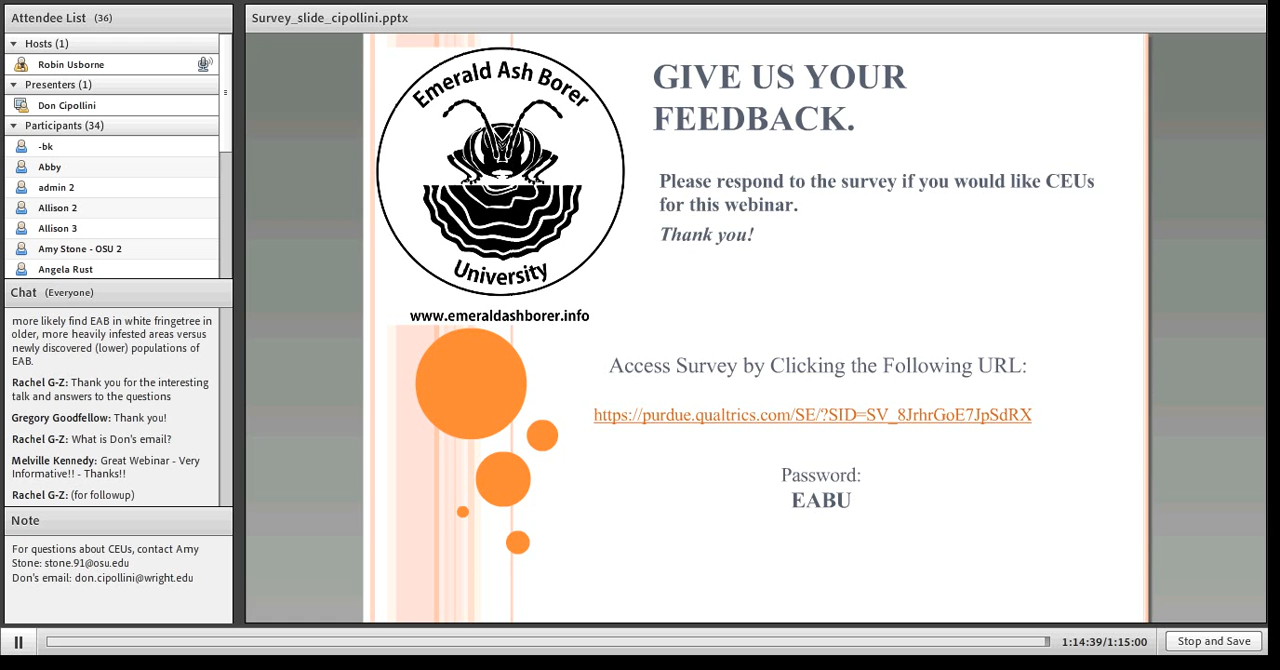 Attendee List (36)
Hosts (1)
Robin Usborne
Presenters (1)
Don Cipollini
Participants (34)
-bk
Abby
admin 2
Allison 2
Allison 3
Amy Stone - OSU 2
Angela Rust
Chat (Everyone)
more likely find EAB in white fringetree in
older, more heavily infested areas versus
newly discovered (lower) populations of
EAB.
Rachel G-Z: Thank you for the interesting
talk and answers to the questions
Gregory Goodfellow: Thank you!
Rachel G-Z: What is Don's email?
Melville Kennedy: Great Webinar - Very
Informative!! - Thanks!!
Rachel G-Z: (for followup)
Note
For questions about CEUs, contact Amy
Stone: stone.91@osu.edu
Don's email: don.cipollini@wright.edu
Survey_slide_cipollini.pptx
Emerald Ash Borer
University
www.emeraldashborer.info
GIVE US YOUR
FEEDBACK.
Please respond to the survey if you would like CEUs
for this webinar.
Thank you!
Access Survey by Clicking the Following URL:
https://purdue.qualtrics.com/SE/?SID=SV_8JrhrGoE7JpSdRX
Password:
EABU
1:14:39/1:15:00
Stop and Save